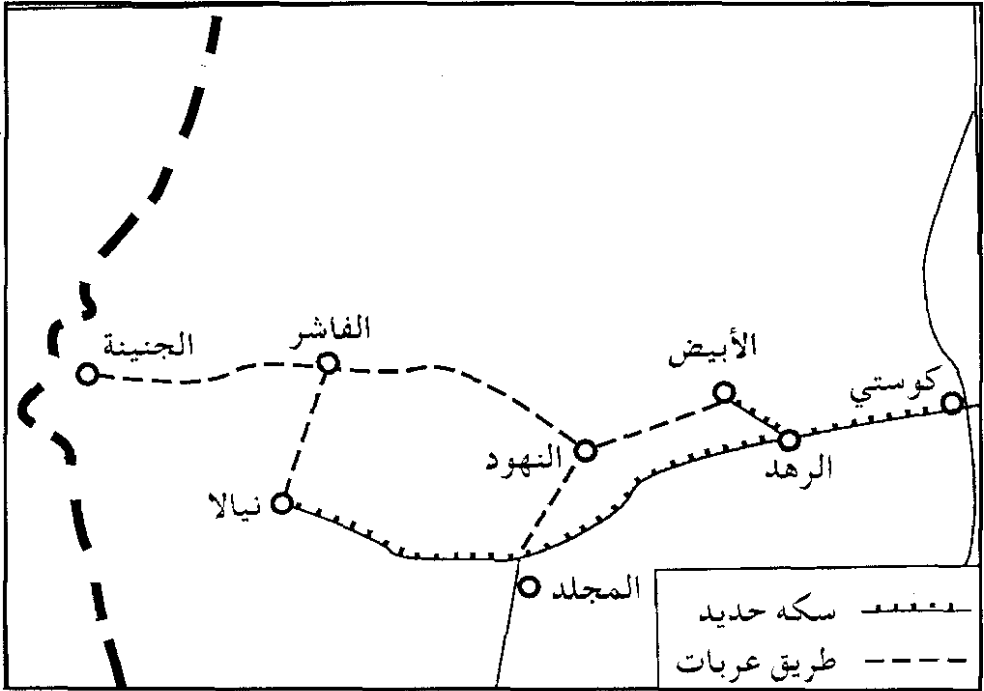 الفاشر
الجنينة
الأبيض
كوستي
النهود
الرهد
نيالا
المجلد
سكه حديد
طريق عربات